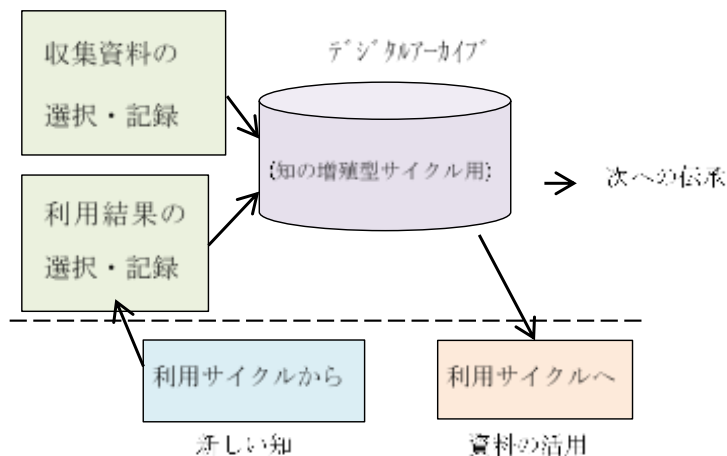 収集資料の
選択・記録
ﾃﾞｼﾞﾀﾙｱｰｶｲﾌﾞ
(知の増殖型サイクル用)
次への伝承
利用結果の
選択・記録
利用サイクルから
利用サイクルへ
新しい知
資料の活用